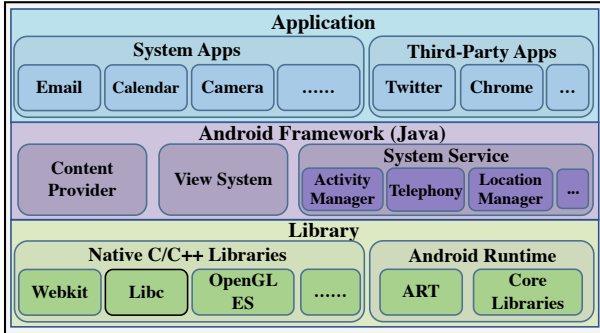 Application
System Apps
Third-Party Apps
Email
Calendar
Camera
......
Twitter
Chrome
...
Android Framework (Java)
Content
Provider
View System
System Service
Activity
Manager
Telephony
Location
Manager
...
Library
Native C/C++ Libraries
Android Runtime
Webkit
Libc
OpenGL
ES
......
ART
Core
Libraries